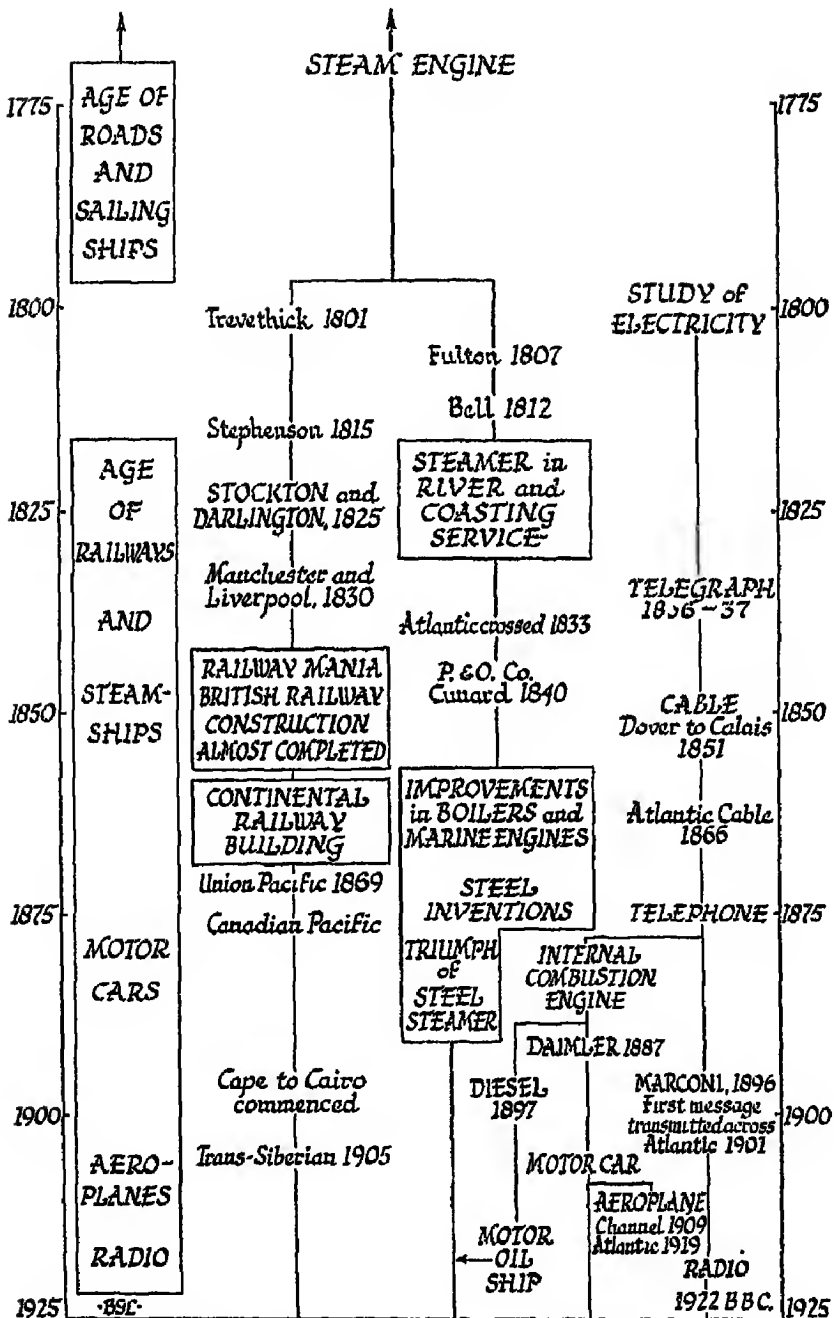 STEAM ENGINE
1775
1800
1825
1850
1875
1900
1925
AGE OF
ROADS
AND
SAILING
SHIPS
AGE
OF
RAILWAYS
AND
STEAM-
SHIPS
MOTOR
CARS
AERO-
PLANES
RADIO
·BSL·
Trevethick 1801
Stephenson 1815
STOCKTON and
DARLINGTON, 1825
Manchester and
Liverpool, 1830
RAILWAY MANIA
BRITISH RAILWAY
CONSTRUCTION
ALMOST COMPLETED
CONTINENTAL
RAILWAY
BUILDING
Union Pacific 1869
Canadian Pacific
Cape to Cairo
commenced
Trans-Siberian 1905
Fulton 1807
Bell 1812
STEAMER in
RIVER and
COASTING
SERVICE
Atlantic crossed 1833
P. & O. Co.
Cunard 1840
IMPROVEMENTS
in BOILERS and
MARINE ENGINES
STEEL
INVENTIONS
TRIUMPH
of
STEEL
STEAMER
INTERNAL
COMBUSTION
ENGINE
DAIMLER 1887
DIESEL
1897
MOTOR CAR
AEROPLANE
Channel 1909
Atlantic 1919
MOTOR
OIL
SHIP
STUDY of
ELECTRICITY
TELEGRAPH
1836-37
CABLE
Dover to Calais
1851
Atlantic Cable
1866
TELEPHONE
MARCONI, 1896
First message
transmitted across
Atlantic 1901
RADIO
1922 BBC.
1775
1800
1825
1850
1875
1900
1925